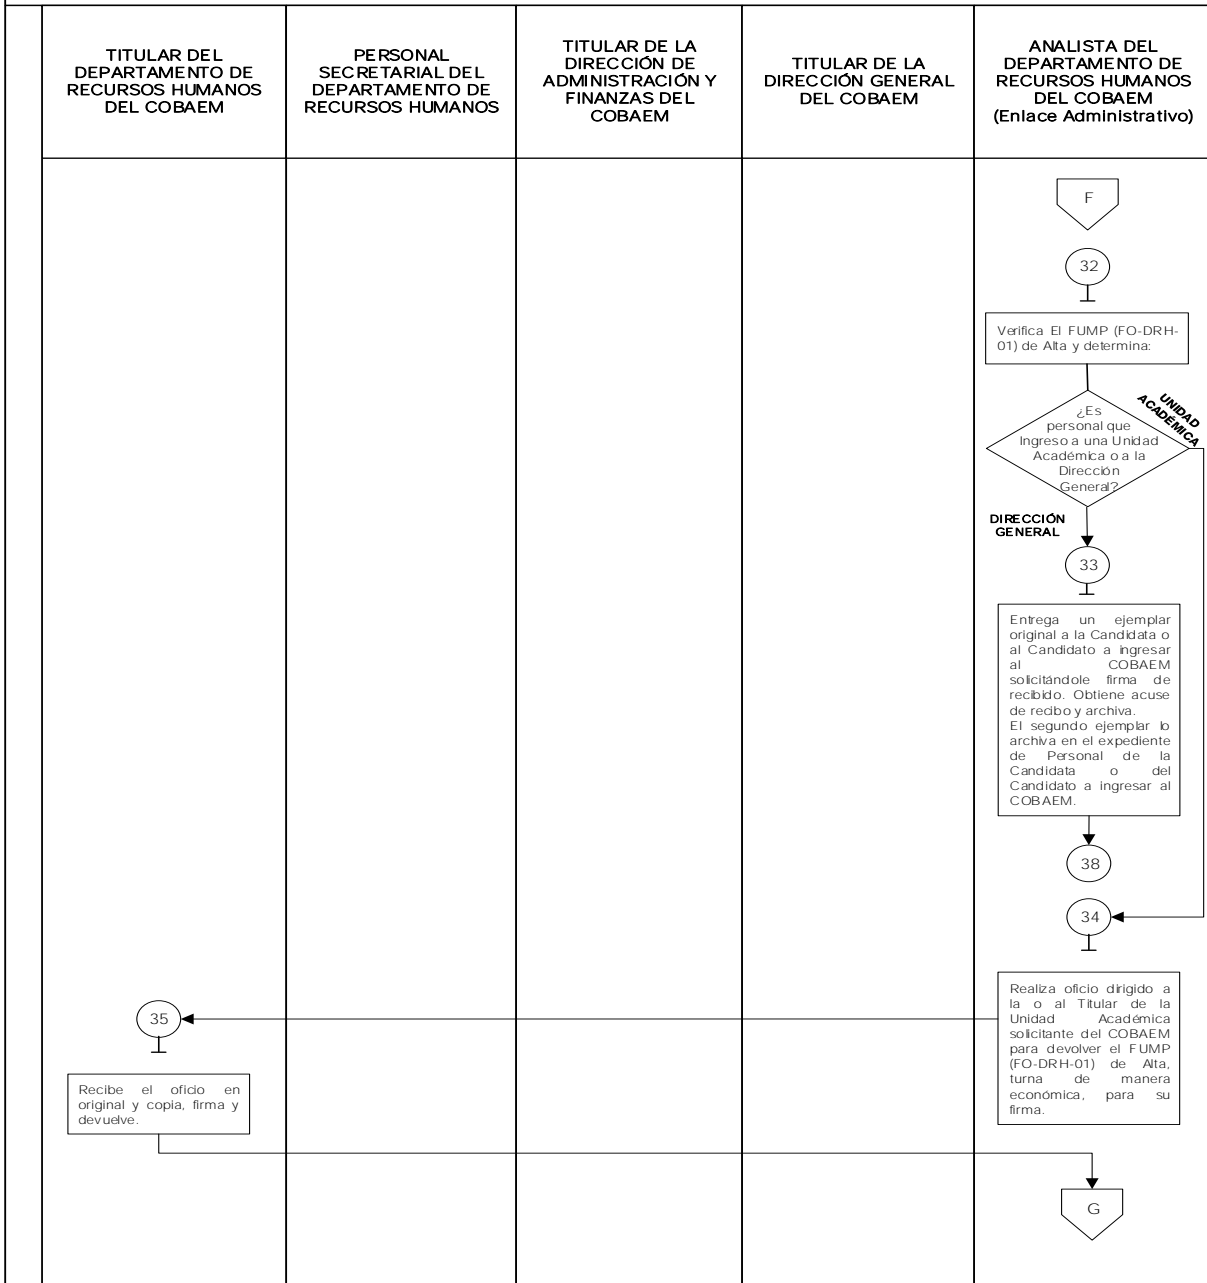 TITULAR DEL
DEPARTAMENTO DE
RECURSOS HUMANOS
DEL COBAEM
PERSONAL
SECRETARIAL DEL
DEPARTAMENTO DE
RECURSOS HUMANOS
TITULAR DE LA
DIRECCIÓN DE
ADMINISTRACIÓN Y
FINANZAS DEL
COBAEM
TITULAR DE LA
DIRECCIÓN GENERAL
DEL COBAEM
ANALISTA DEL
DEPARTAMENTO DE
RECURSOS HUMANOS
DEL COBAEM
(Enlace Administrativo)
F
32
Verifica El FUMP (FO-DRH-
01) de Alta y determina:
¿Es
personal que
Ingreso a una Unidad
Académica o a la
Dirección
General?
UNIDAD
ACADÉMICA
DIRECCIÓN
GENERAL
33
Entrega un ejemplar
original a la Candidata o
al Candidato a ingresar
al COBAEM
solicitándole firma de
recibido. Obtiene acuse
de recibo y archiva.
El segundo ejemplar lo
archiva en el expediente
de Personal de la
Candidata o del
Candidato a ingresar al
COBAEM.
38
34
Realiza oficio dirigido a
la o al Titular de la
Unidad Académica
solicitante del COBAEM
para devolver el FUMP
(FO-DRH-01) de Alta,
turna de manera
económica, para su
firma.
35
Recibe el oficio en
original y copia, firma y
devuelve.
G